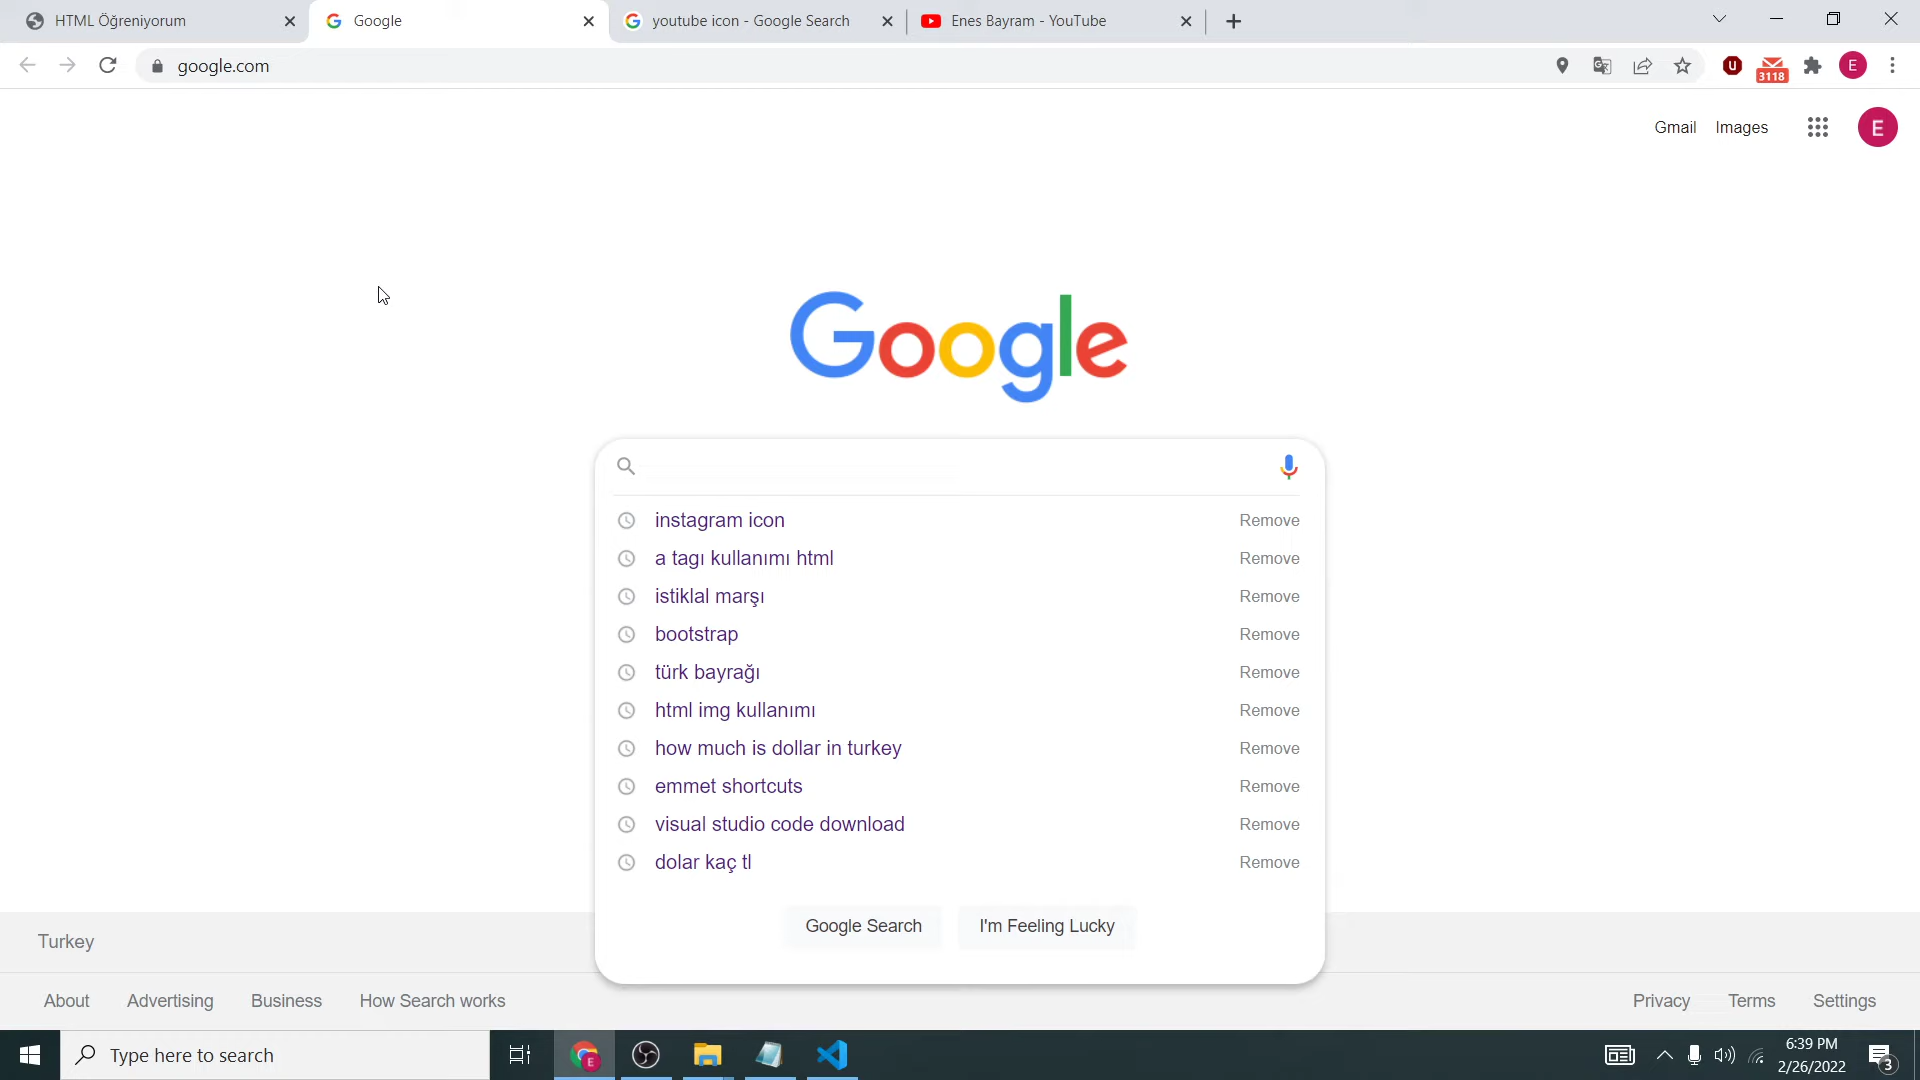 HTML Öğreniyorum
Google
youtube icon - Google Search
Enes Bayram - YouTube
google.com
3118
E
Gmail
Images
E
Google
instagram icon
Remove
a tagı kullanımı html
Remove
istiklal marşı
Remove
bootstrap
Remove
türk bayrağı
Remove
html img kullanımı
Remove
how much is dollar in turkey
Remove
emmet shortcuts
Remove
visual studio code download
Remove
dolar kaç tl
Remove
Google Search
I'm Feeling Lucky
Turkey
About
Advertising
Business
How Search works
Privacy
Terms
Settings
Type here to search
E
6:39 PM
2/26/2022
3